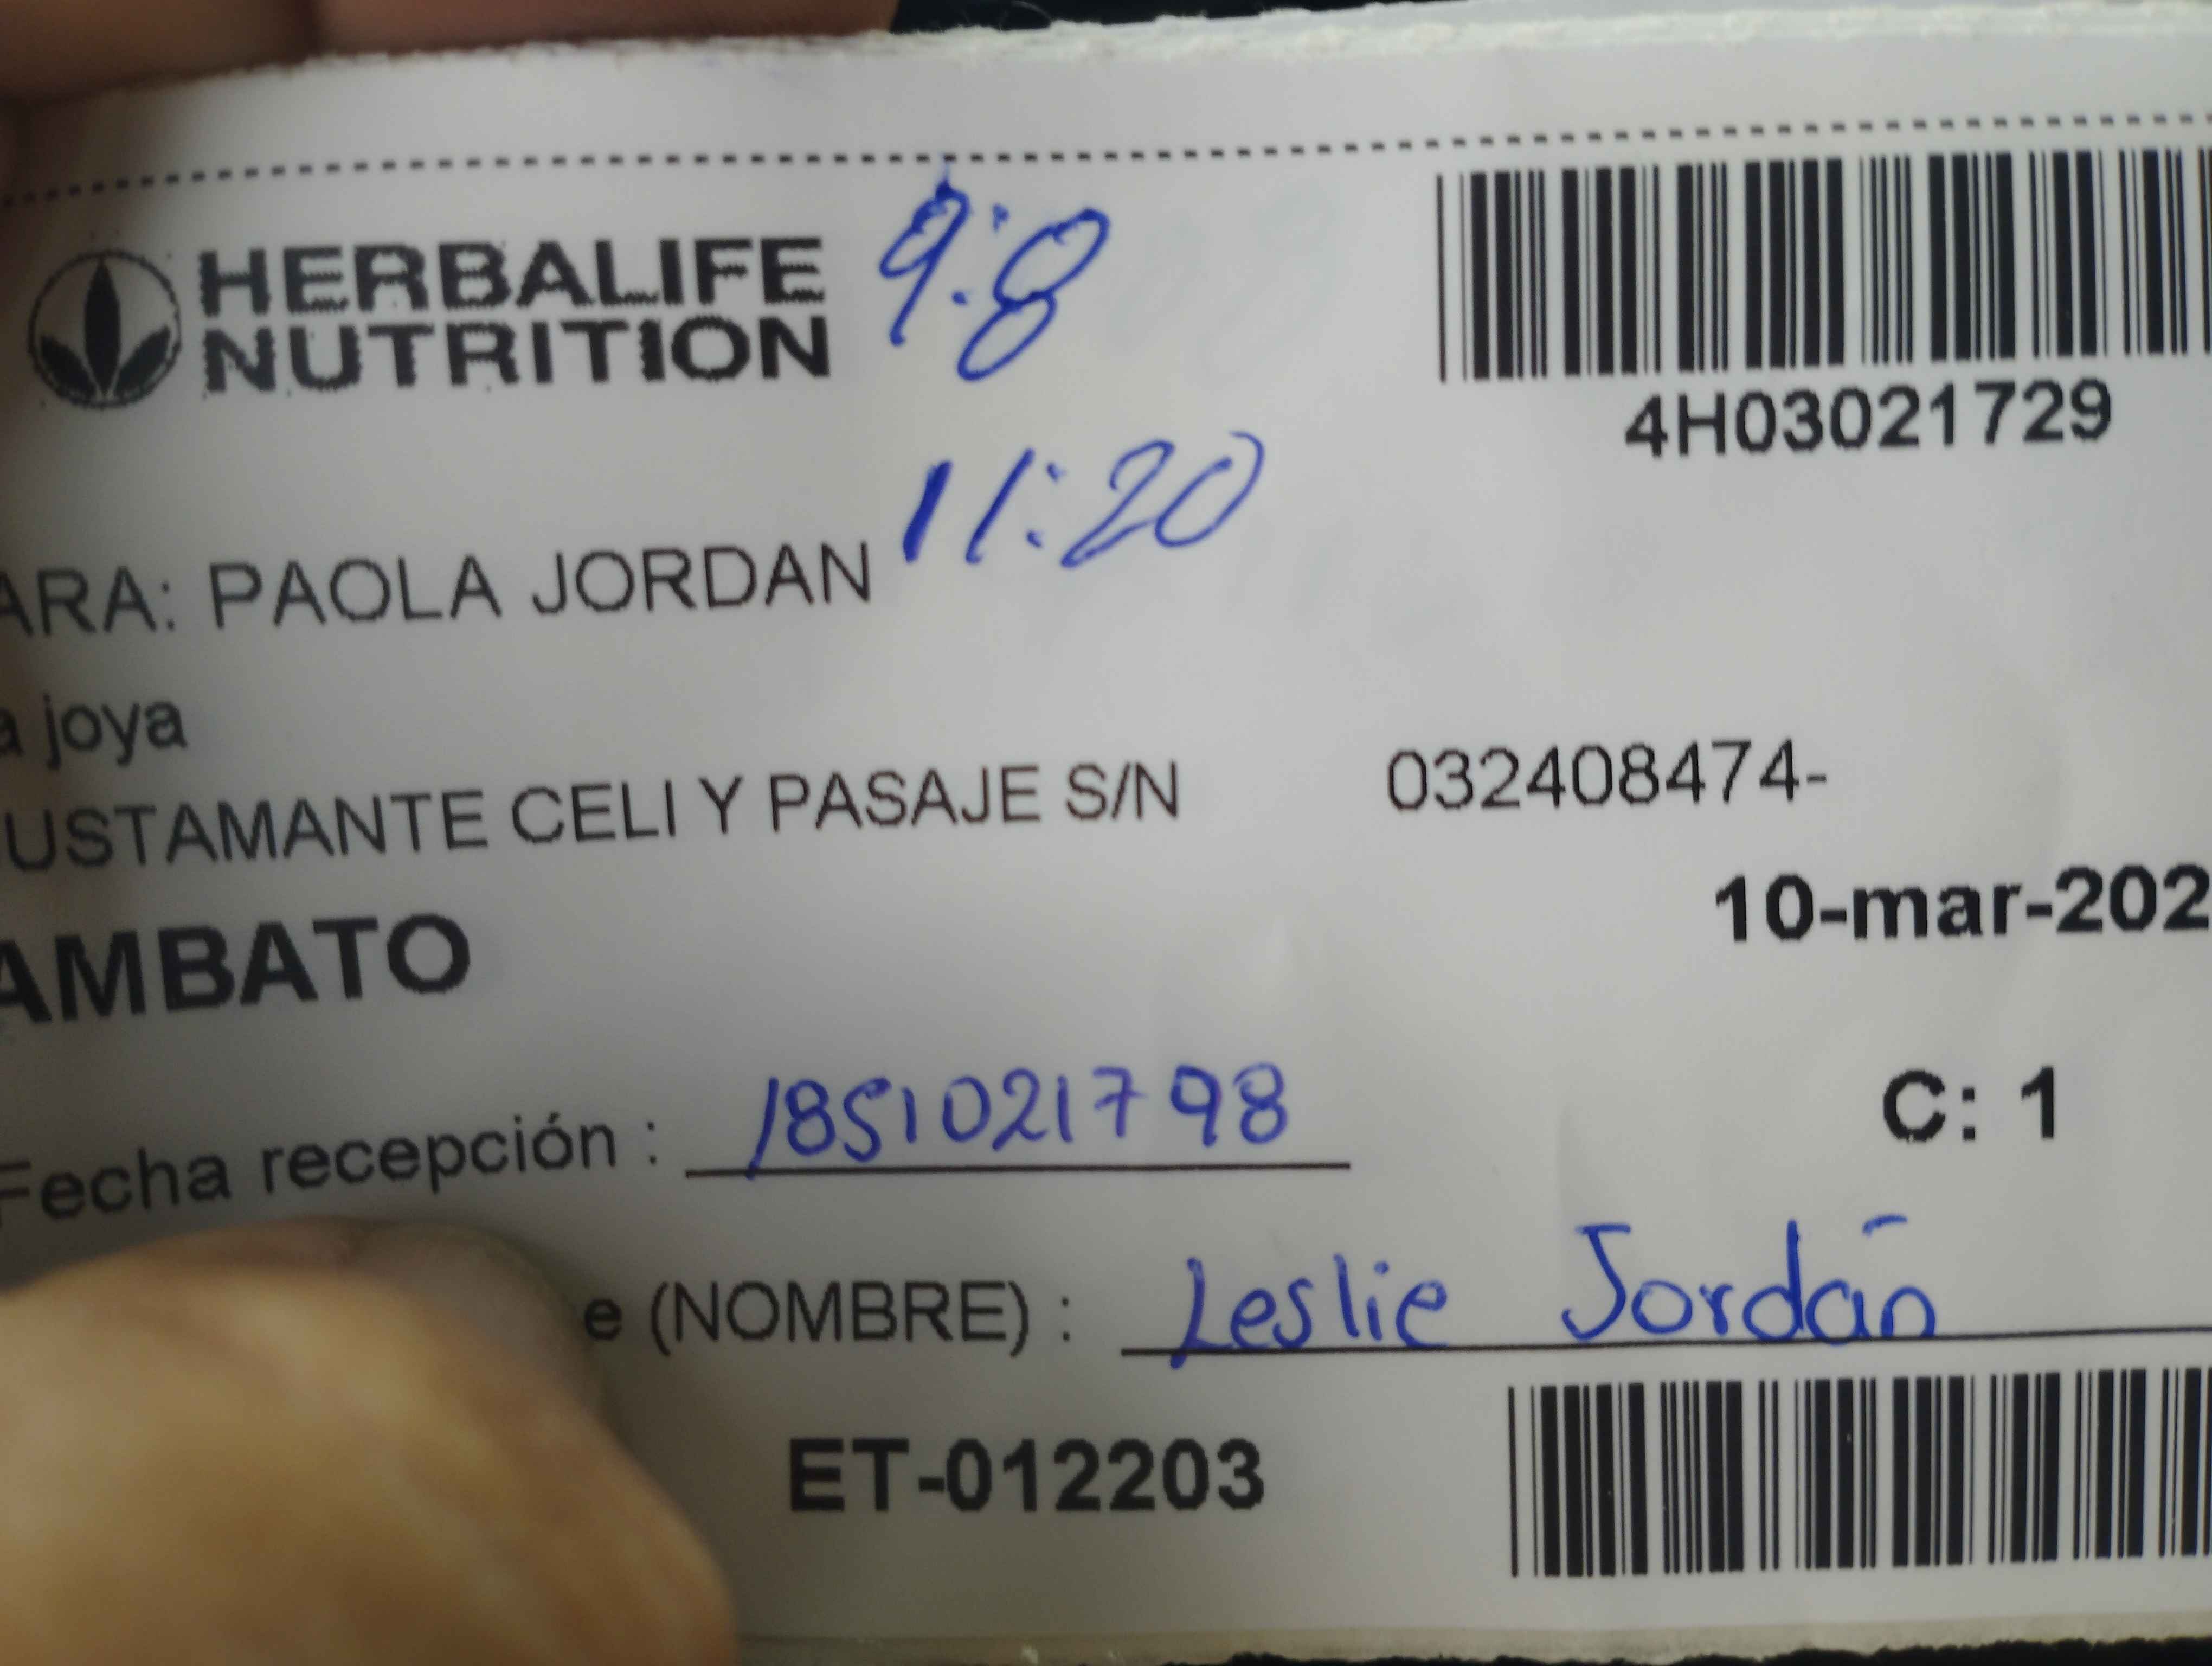 HERBALIFE
NUTRITION
9:8
4H03021729
11:20
ARA: PAOLA JORDAN
a joya
USTAMANTE CELI Y PASAJE S/N 032408474-
10-mar-202
AMBATO
Fecha recepción : 1851021798
C: 1
e (NOMBRE) : Leslie Jordán
ET-012203